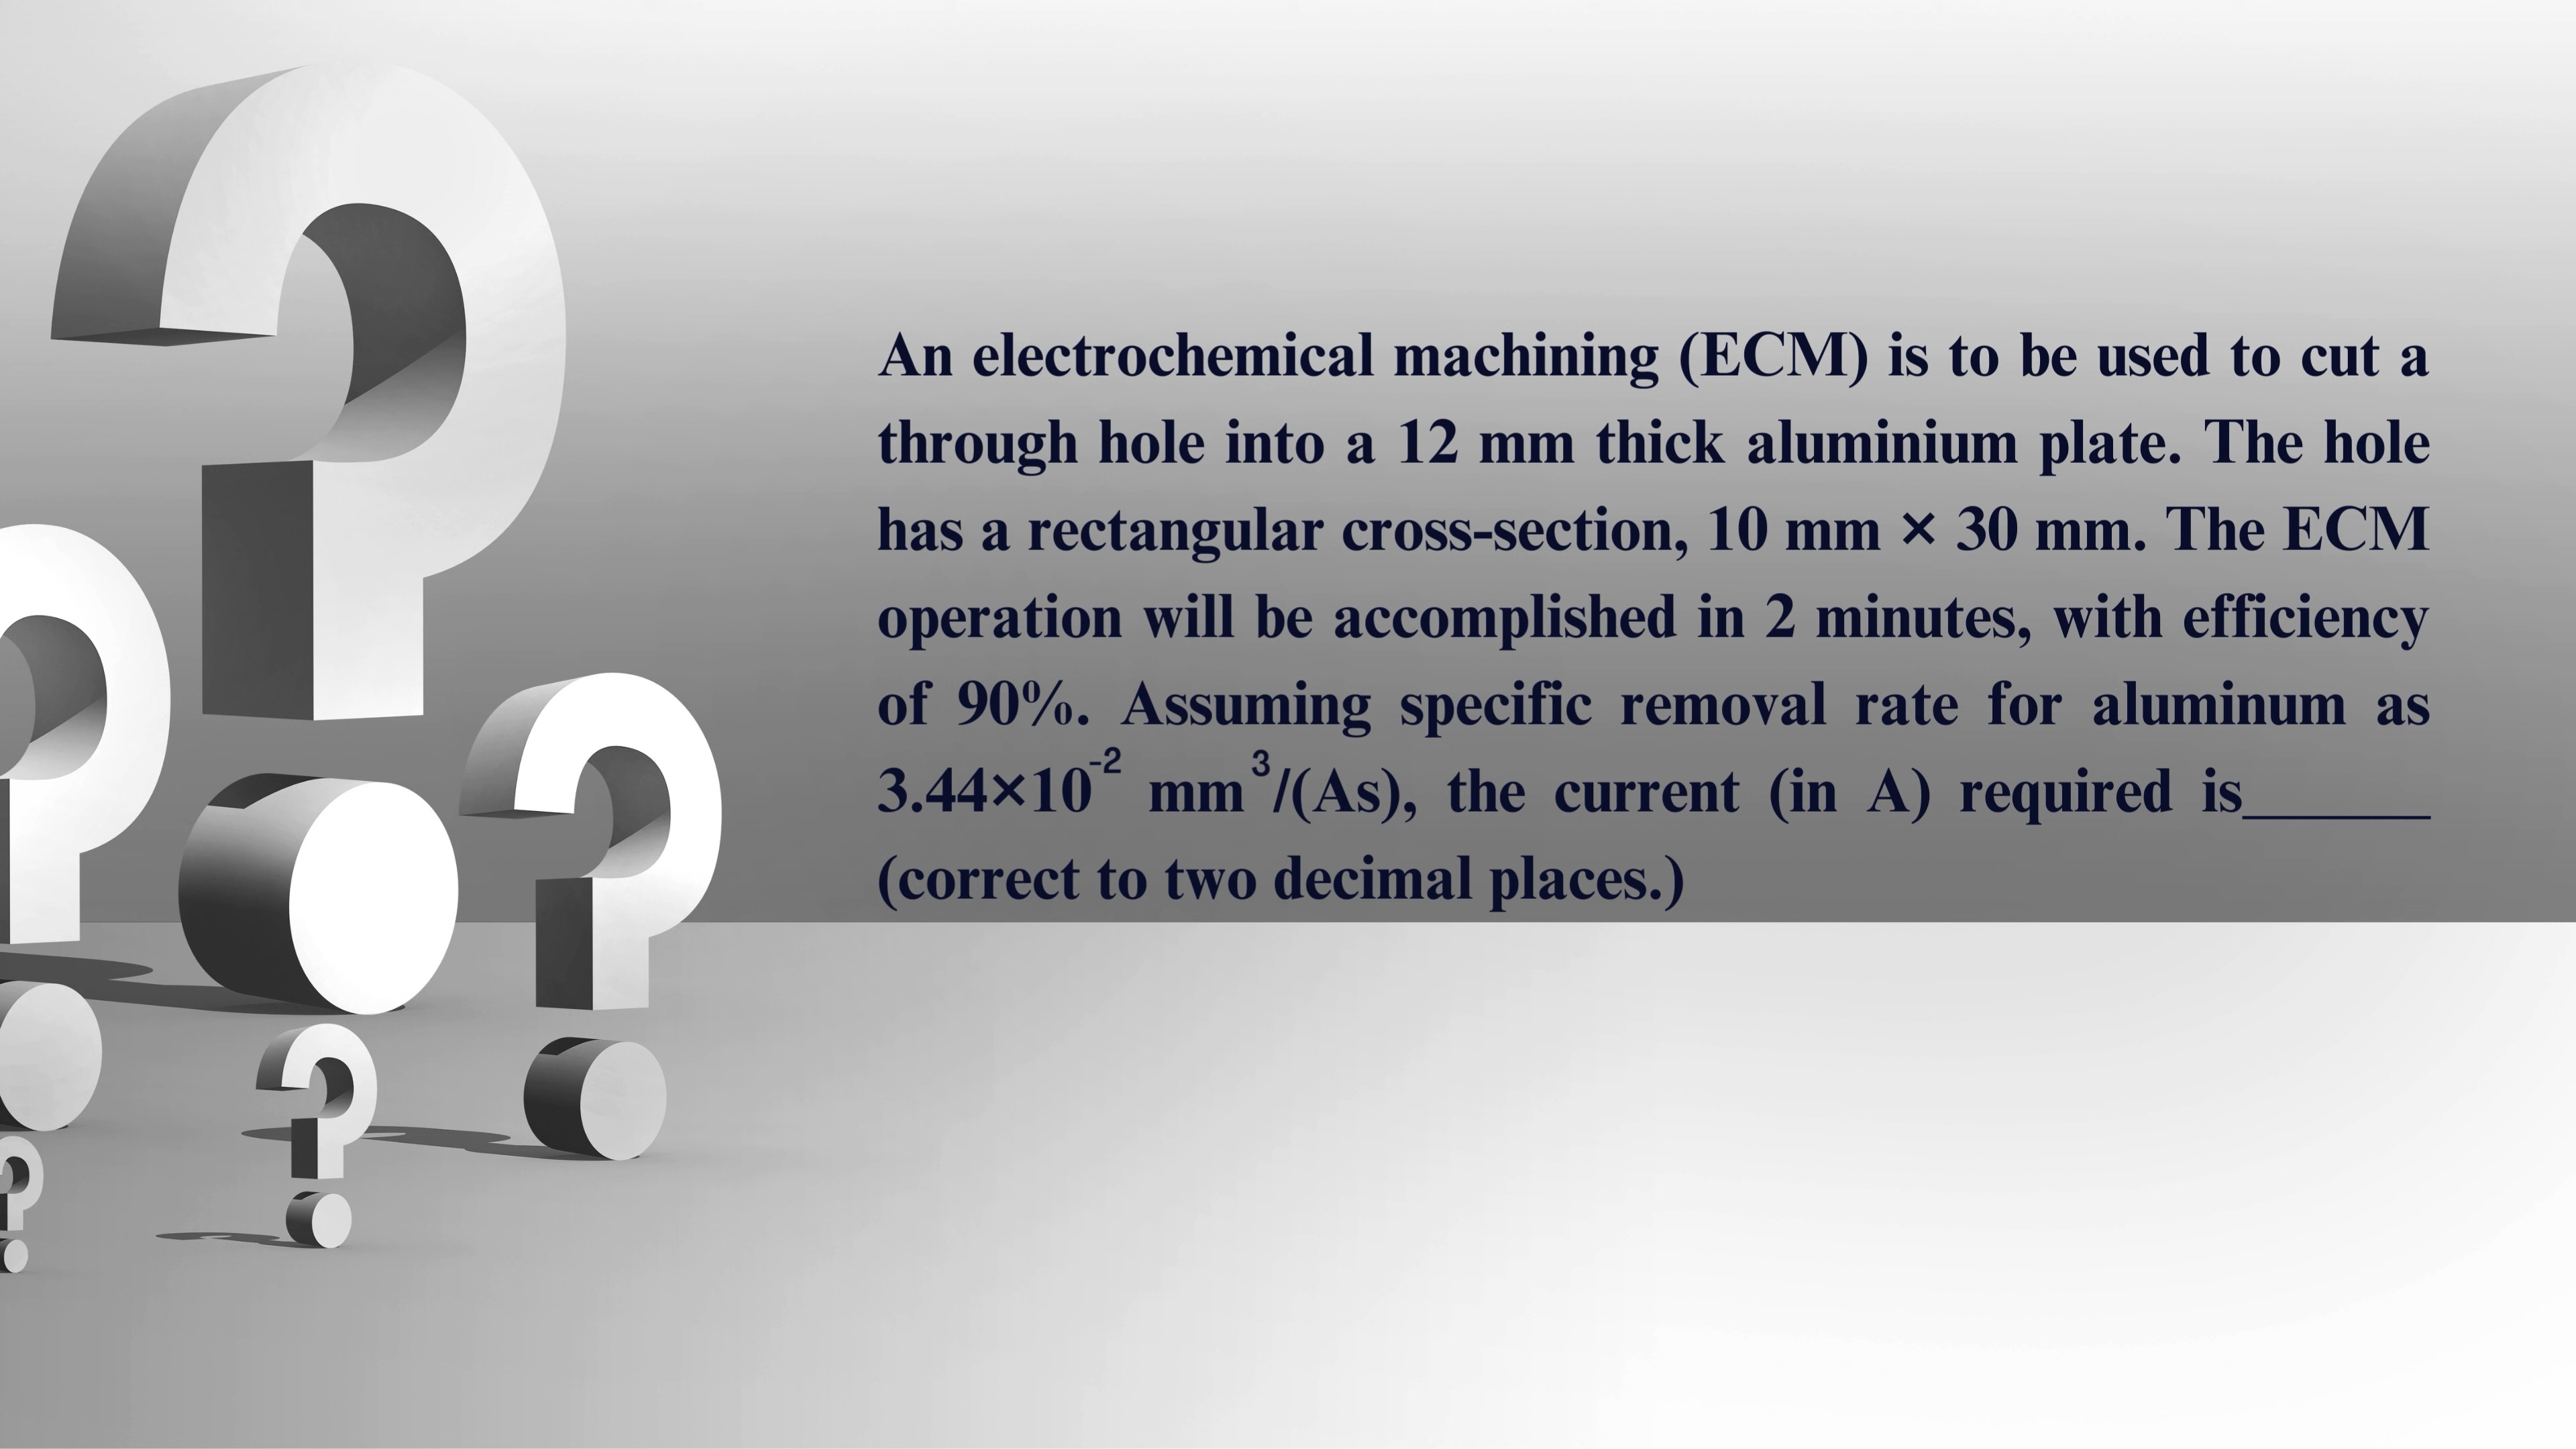 An electrochemical machining (ECM) is to be used to cut a
through hole into a 12 mm thick aluminium plate. The hole
has a rectangular cross-section, 10 mm × 30 mm. The ECM
operation will be accomplished in 2 minutes, with efficiency
of 90%. Assuming specific removal rate for aluminum as
3.44×10⁻² mm³/(As), the current (in A) required is______
(correct to two decimal places.)